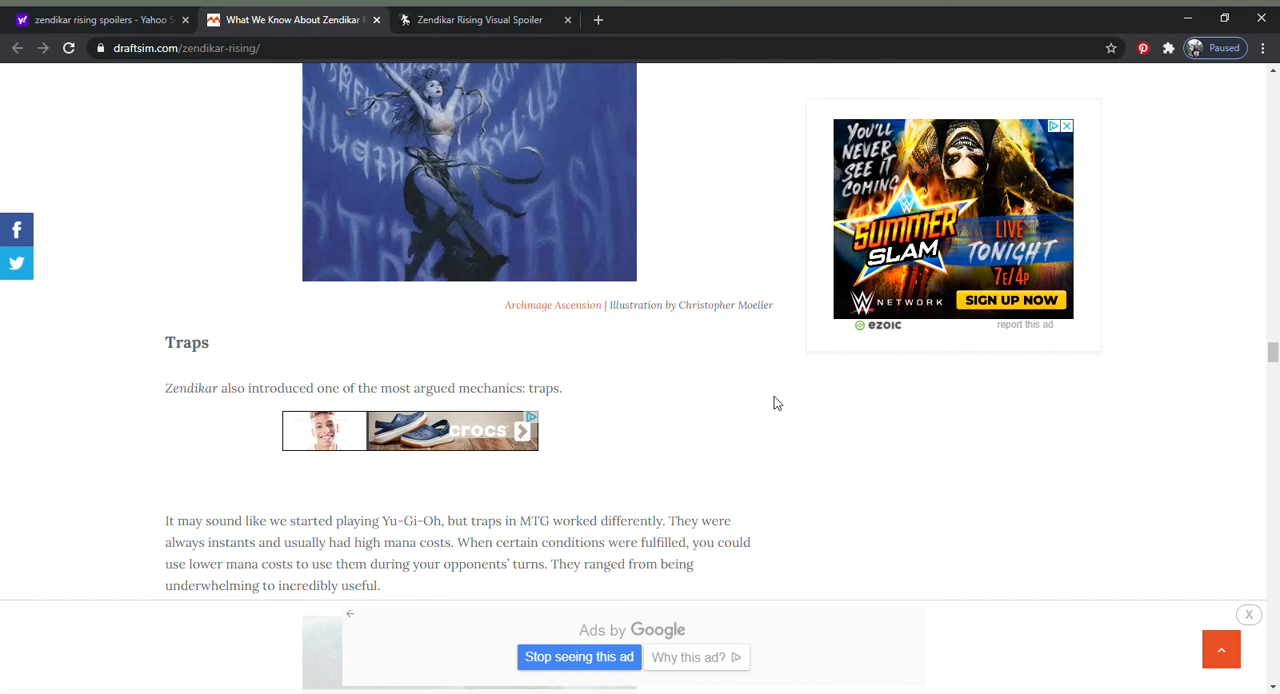 zendikar rising spoilers - Yahoo S
What We Know About Zendikar R
Zendikar Rising Visual Spoiler
draftsim.com/zendikar-rising/
Paused
YOU'LL
NEVER
SEE IT
COMING
SUMMER
SLAM
LIVE
TONIGHT
7E/4P
NETWORK
SIGN UP NOW
ezoic
report this ad
Archmage Ascension | Illustration by Christopher Moeller
Traps
Zendikar also introduced one of the most argued mechanics: traps.
crocs
It may sound like we started playing Yu-Gi-Oh, but traps in MTG worked differently. They were
always instants and usually had high mana costs. When certain conditions were fulfilled, you could
use lower mana costs to use them during your opponents' turns. They ranged from being
underwhelming to incredibly useful.
Ads by Google
Stop seeing this ad
Why this ad?
X